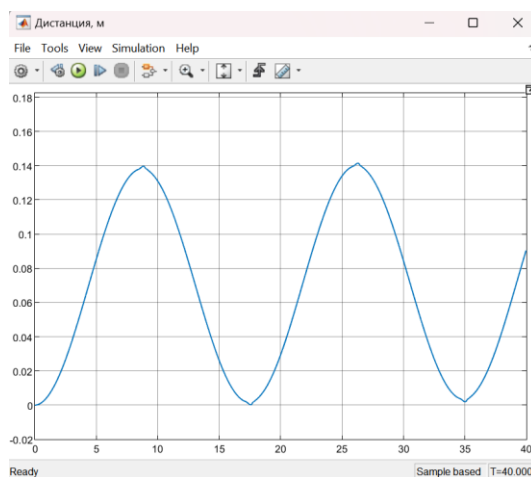 Дистанция, м
File Tools View Simulation Help
0.18
0.16
0.14
0.12
0.1
0.08
0.06
0.04
0.02
0
-0.02
0 5 10 15 20 25 30 35 40
Ready Sample based T=40.000